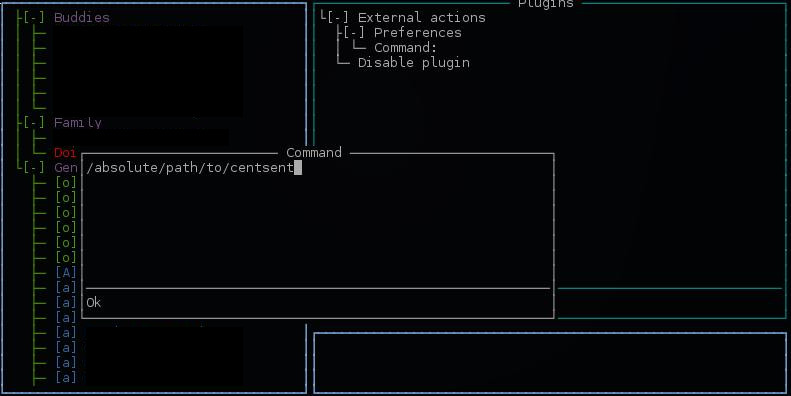 [-] Buddies
[-] Family
Doi
[-] Gen
[o]
[o]
[o]
[o]
[o]
[o]
[A]
[a]
[a]
[a]
[a]
[a]
[a]
[a]
Plugins
[-] External actions
[-] Preferences
Command:
Disable plugin
Command
/absolute/path/to/centsent
Ok